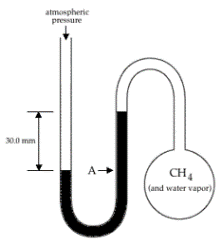 atmospheric
pressure
30.0 mm
A
CH4
(and water vapor)